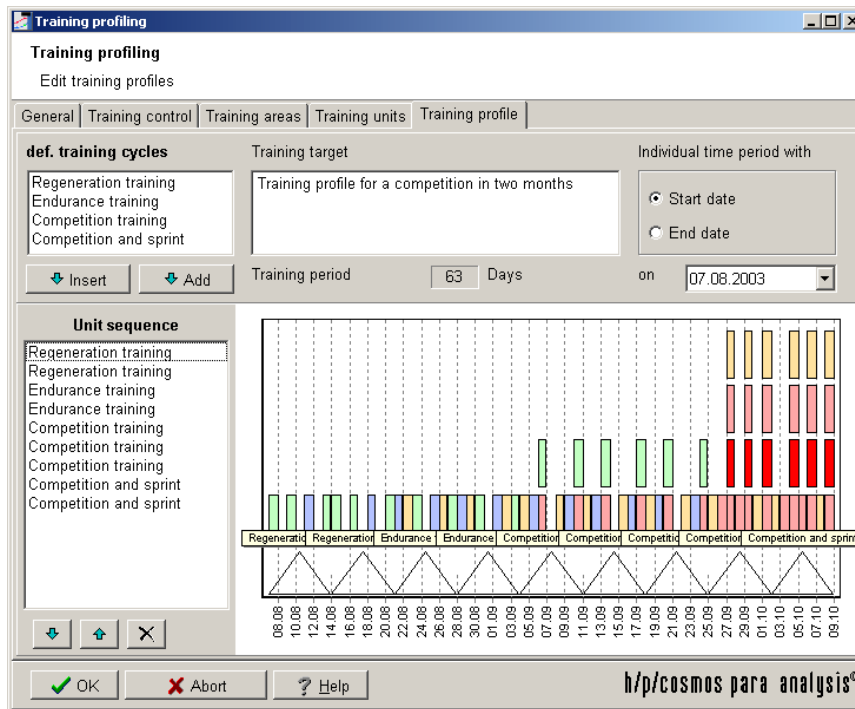 Training profiling
Training profiling
Edit training profiles
General
Training control
Training areas
Training units
Training profile
def. training cycles
Regeneration training
Endurance training
Competition training
Competition and sprint
Insert
Add
Training target
Training profile for a competition in two months
Training period
63
Days
Individual time period with
Start date
End date
on
07.08.2003
Unit sequence
Regeneration training
Regeneration training
Endurance training
Endurance training
Competition training
Competition training
Competition training
Competition and sprint
Competition and sprint
Regeneratic
Regeneration
Endurance
Endurance
Competition
Competition
Competitic
Competition
Competition and sprint
08.08
10.08
12.08
14.08
16.08
18.08
20.08
22.08
24.08
26.08
28.08
30.08
01.09
03.09
05.09
07.09
09.09
11.09
13.09
15.09
17.09
19.09
21.09
23.09
25.09
27.09
29.09
01.10
03.10
05.10
07.10
09.10
OK
Abort
Help
h/p/cosmos para analysis©